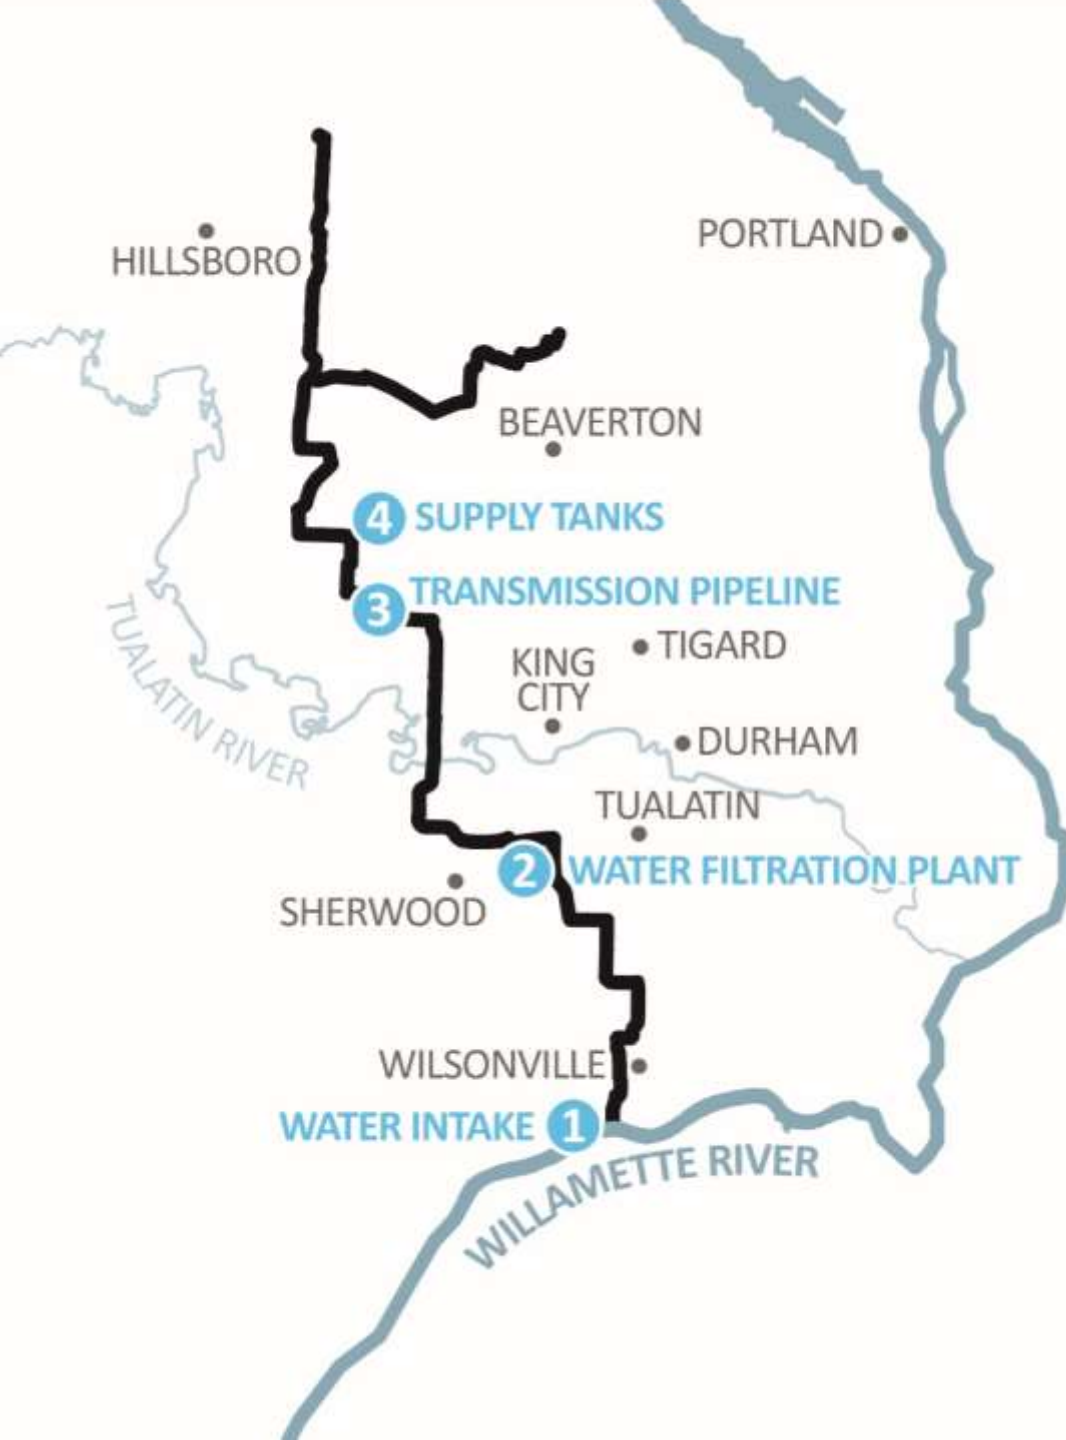 PORTLAND
HILLSBORO
BEAVERTON
4 SUPPLY TANKS
3 TRANSMISSION PIPELINE
TIGARD
KING
CITY
TUALATIN RIVER
DURHAM
TUALATIN
2 WATER FILTRATION PLANT
SHERWOOD
WILSONVILLE
WATER INTAKE 1
WILLAMETTE RIVER